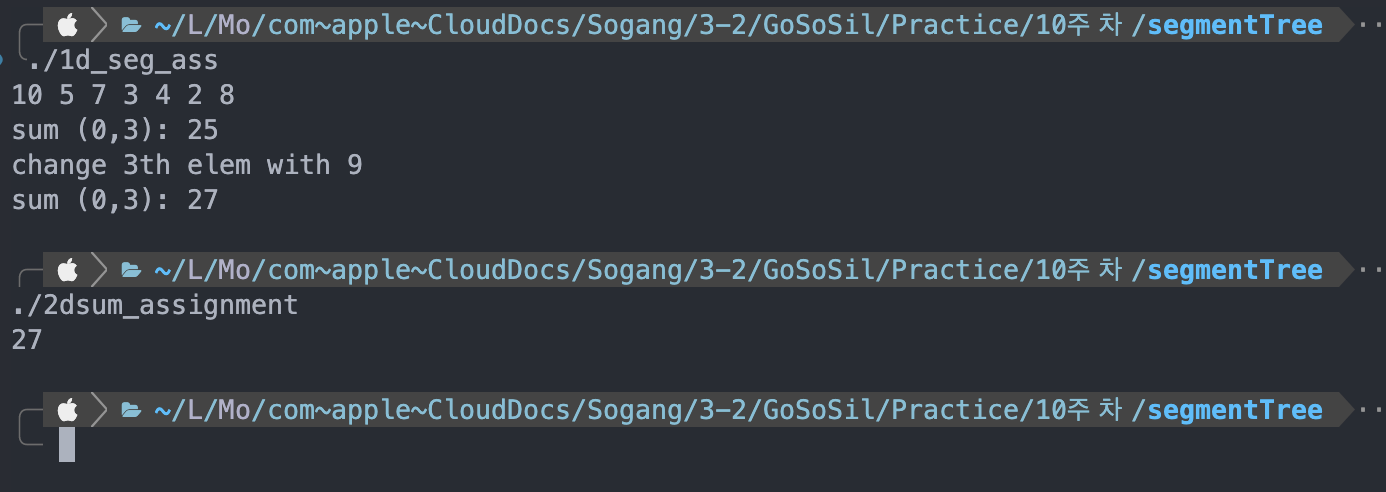 ~/L/Mo/com~apple~CloudDocs/Sogang/3-2/GoSoSil/Practice/10주 차 /segmentTree ··
./1d_seg_ass
10 5 7 3 4 2 8
sum (0,3): 25
change 3th elem with 9
sum (0,3): 27
~/L/Mo/com~apple~CloudDocs/Sogang/3-2/GoSoSil/Practice/10주 차 /segmentTree ··
./2dsum_assignment
27
~/L/Mo/com~apple~CloudDocs/Sogang/3-2/GoSoSil/Practice/10주 차 /segmentTree ··